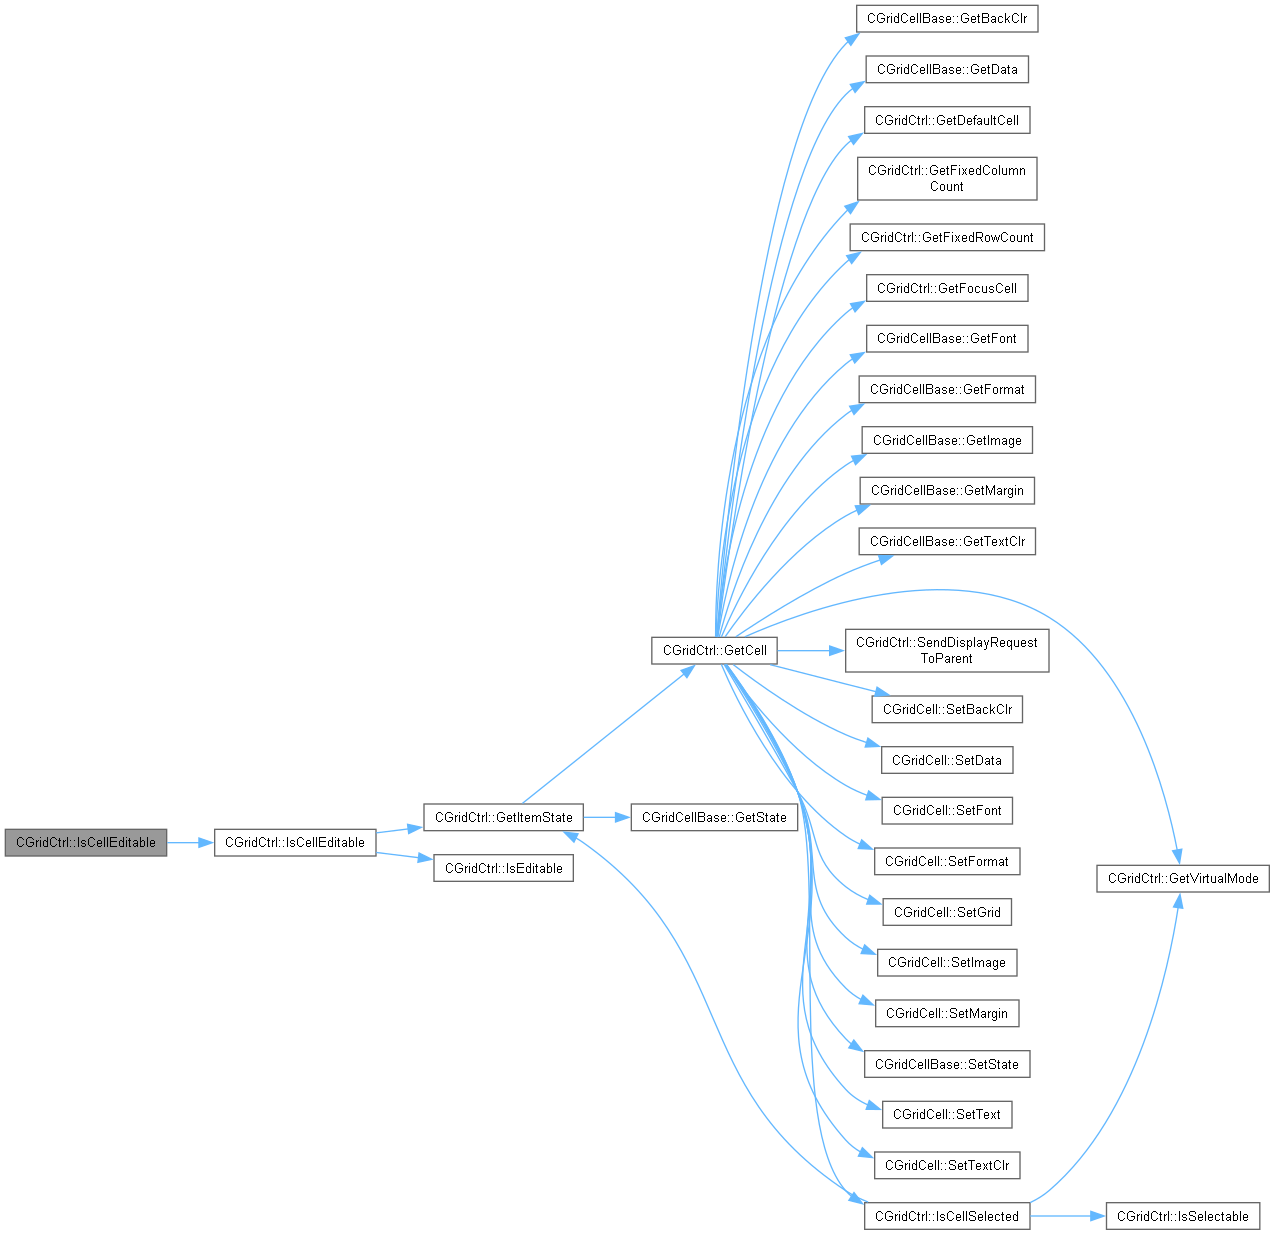 CGridCellBase::GetBackClr
CGridCellBase::GetData
CGridCtrl::GetDefaultCell
CGridCtrl::GetFixedColumn
Count
CGridCtrl::GetFixedRowCount
CGridCtrl::GetFocusCell
CGridCellBase::GetFont
CGridCellBase::GetFormat
CGridCellBase::GetImage
CGridCellBase::GetMargin
CGridCellBase::GetTextClr
CGridCtrl::GetCell
CGridCtrl::SendDisplayRequest
ToParent
CGridCell::SetBackClr
CGridCell::SetData
CGridCell::SetFont
CGridCtrl::GetItemState
CGridCellBase::GetState
CGridCtrl::IsCellEditable
CGridCtrl::IsCellEditable
CGridCtrl::IsEditable
CGridCell::SetFormat
CGridCtrl::GetVirtualMode
CGridCell::SetGrid
CGridCell::SetImage
CGridCell::SetMargin
CGridCellBase::SetState
CGridCell::SetText
CGridCell::SetTextClr
CGridCtrl::IsCellSelected
CGridCtrl::IsSelectable